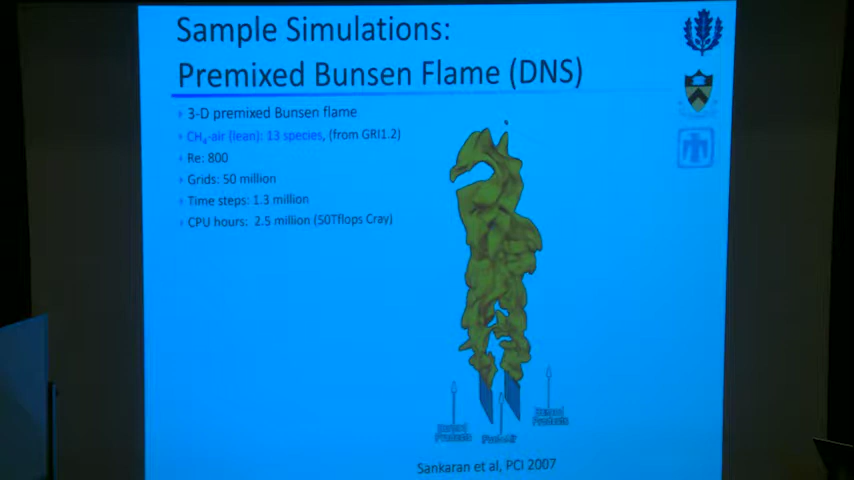 Sample Simulations:
Premixed Bunsen Flame (DNS)
3-D premixed Bunsen flame
CH₄-air (lean): 13 species, (from GRI1.2)
Re: 800
Grids: 50 million
Time steps: 1.3 million
CPU hours: 2.5 million (50Tflops Cray)
Products
Products
Sankaran et al, PCI 2007